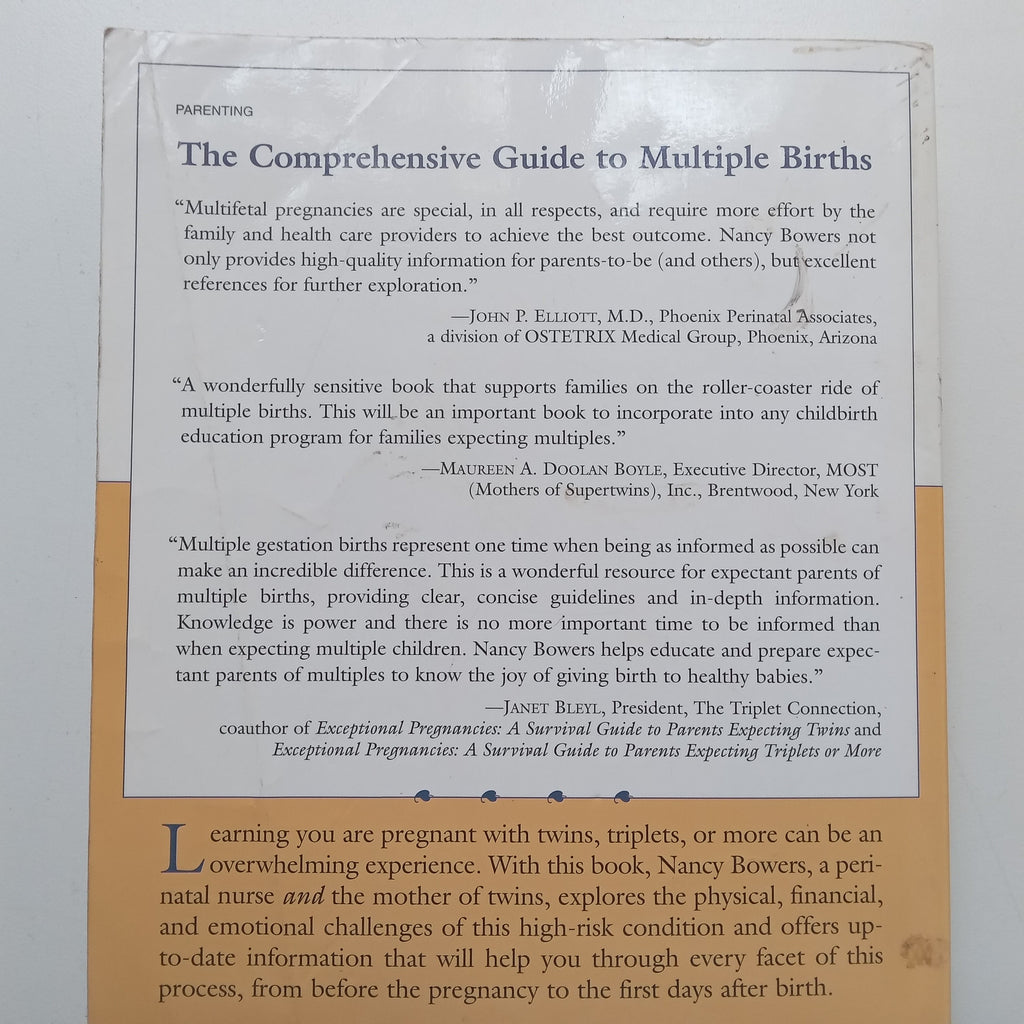 PARENTING
The Comprehensive Guide to Multiple Births
“Multifetal pregnancies are special, in all respects, and require more effort by the
family and health care providers to achieve the best outcome. Nancy Bowers not
only provides high-quality information for parents-to-be (and others), but excellent
references for further exploration.”
—JOHN P. ELLIOTT, M.D., Phoenix Perinatal Associates,
a division of OSTETRIX Medical Group, Phoenix, Arizona
“A wonderfully sensitive book that supports families on the roller-coaster ride of
multiple births. This will be an important book to incorporate into any childbirth
education program for families expecting multiples.”
—MAUREEN A. DOOLAN BOYLE, Executive Director, MOST
(Mothers of Supertwins), Inc., Brentwood, New York
“Multiple gestation births represent one time when being as informed as possible can
make an incredible difference. This is a wonderful resource for expectant parents of
multiple births, providing clear, concise guidelines and in-depth information.
Knowledge is power and there is no more important time to be informed than
when expecting multiple children. Nancy Bowers helps educate and prepare expec-
tant parents of multiples to know the joy of giving birth to healthy babies.”
—JANET BLEYL, President, The Triplet Connection,
coauthor of Exceptional Pregnancies: A Survival Guide to Parents Expecting Twins and
Exceptional Pregnancies: A Survival Guide to Parents Expecting Triplets or More
Learning you are pregnant with twins, triplets, or more can be an
overwhelming experience. With this book, Nancy Bowers, a peri-
natal nurse and the mother of twins, explores the physical, financial,
and emotional challenges of this high-risk condition and offers up-
to-date information that will help you through every facet of this
process, from before the pregnancy to the first days after birth.